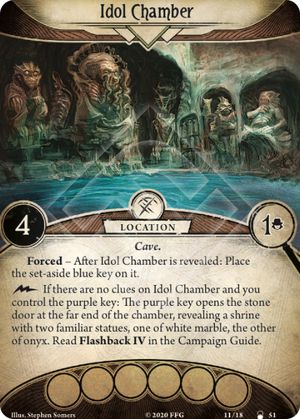 Idol Chamber
4
LOCATION
1
Cave.
Forced – After Idol Chamber is revealed: Place
the set-aside blue key on it.
If there are no clues on Idol Chamber and you
control the purple key: The purple key opens the stone
door at the far end of the chamber, revealing a shrine
with two familiar statues, one of white marble, the other
of onyx. Read Flashback IV in the Campaign Guide.
Illus. Stephen Somers
© 2020 FFG
11/18
51